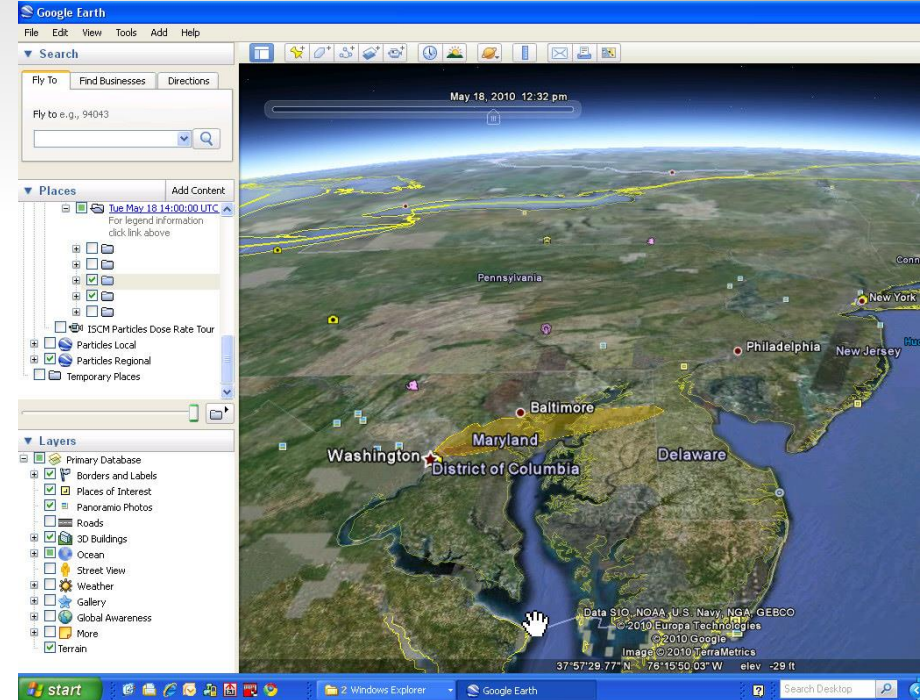 Google Earth
File Edit View Tools Add Help
Search
Fly To Find Businesses Directions
Fly to e.g., 94043
Places Add Content
Tue May 18 14:00:00 UTC
For legend information
click link above
ISCM Particles Dose Rate Tour
Particles Local
Particles Regional
Temporary Places
Layers
Primary Database
Borders and Labels
Places of Interest
Panoramio Photos
Roads
3D Buildings
Ocean
Street View
Weather
Gallery
Global Awareness
More
Terrain
May 18, 2010 12:32 pm
Pennsylvania
Conn
New York
Philadelphia
New Jersey
Baltimore
Maryland
Washington
District of Columbia
Delaware
Data SIO, NOAA, U.S. Navy, NGA, GEBCO
© 2010 Europa Technologies
© 2010 Google
Image © 2010 TerraMetrics
37°57'29.77" N 76°15'50.03" W elev -29 ft
start 2 Windows Explorer Google Earth Search Desktop